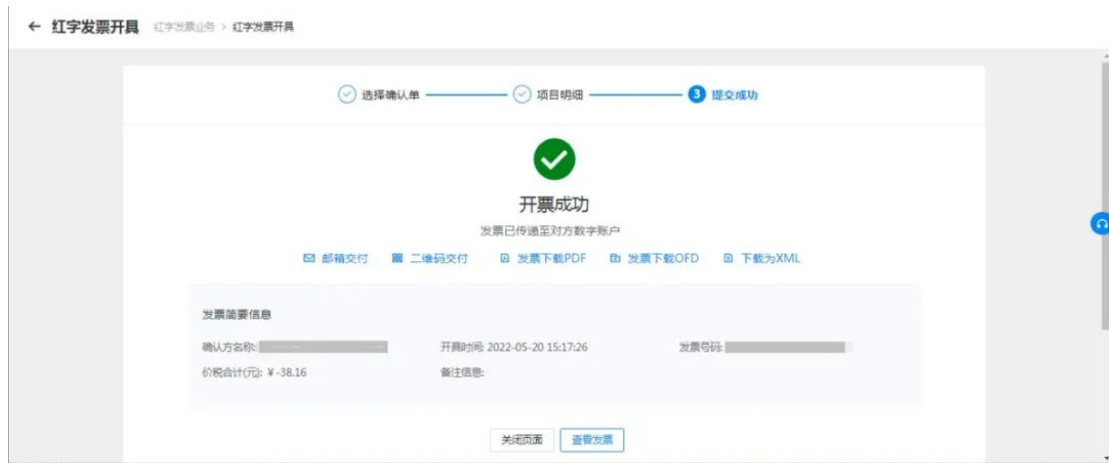 ← 红字发票开具 红字发票业务 > 红字发票开具
选择确认单 项目明细 3 提交成功
开票成功
发票已传递至对方数字账户
邮箱交付 二维码交付 发票下载PDF 发票下载OFD 下载为XML
发票简要信息
确认方名称: 开具时间: 2022-05-20 15:17:26 发票号码:
价税合计(元): ¥ -38.16 备注信息:
关闭页面 查看发票